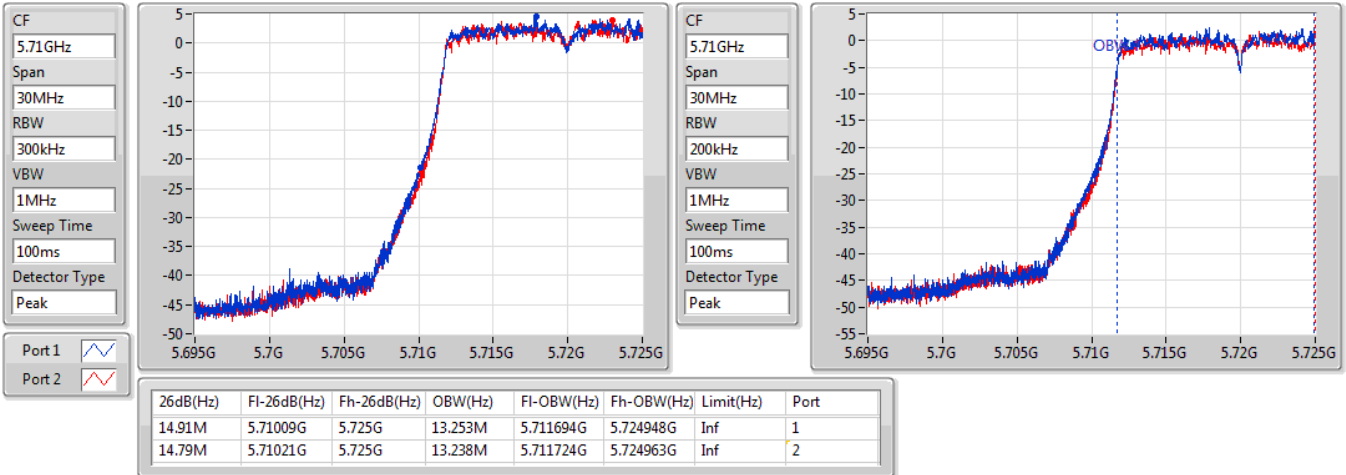 CF
5.71GHz
Span
30MHz
RBW
300kHz
VBW
1MHz
Sweep Time
100ms
Detector Type
Peak
Port 1
Port 2
5
0
-5
-10
-15
-20
-25
-30
-35
-40
-45
-50
5.695G 5.7G 5.705G 5.71G 5.715G 5.72G 5.725G
CF
5.71GHz
Span
30MHz
RBW
200kHz
VBW
1MHz
Sweep Time
100ms
Detector Type
Peak
5
0
-5
-10
-15
-20
-25
-30
-35
-40
-45
-50
-55
OB
5.695G 5.7G 5.705G 5.71G 5.715G 5.72G 5.725G
26dB(Hz) Fl-26dB(Hz) Fh-26dB(Hz) OBW(Hz) Fl-OBW(Hz) Fh-OBW(Hz) Limit(Hz) Port
14.91M 5.71009G 5.725G 13.253M 5.711694G 5.724948G Inf 1
14.79M 5.71021G 5.725G 13.238M 5.711724G 5.724963G Inf 2